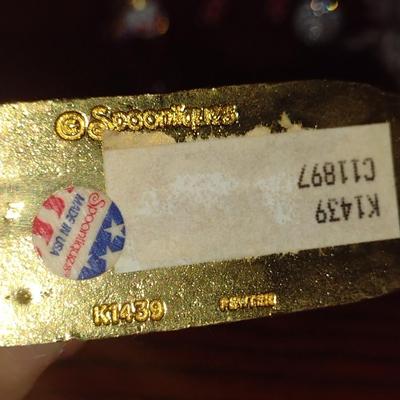 © Spoontiques
K1439
C11897
Spoontiques
MADE IN USA
K1439 PEWTER